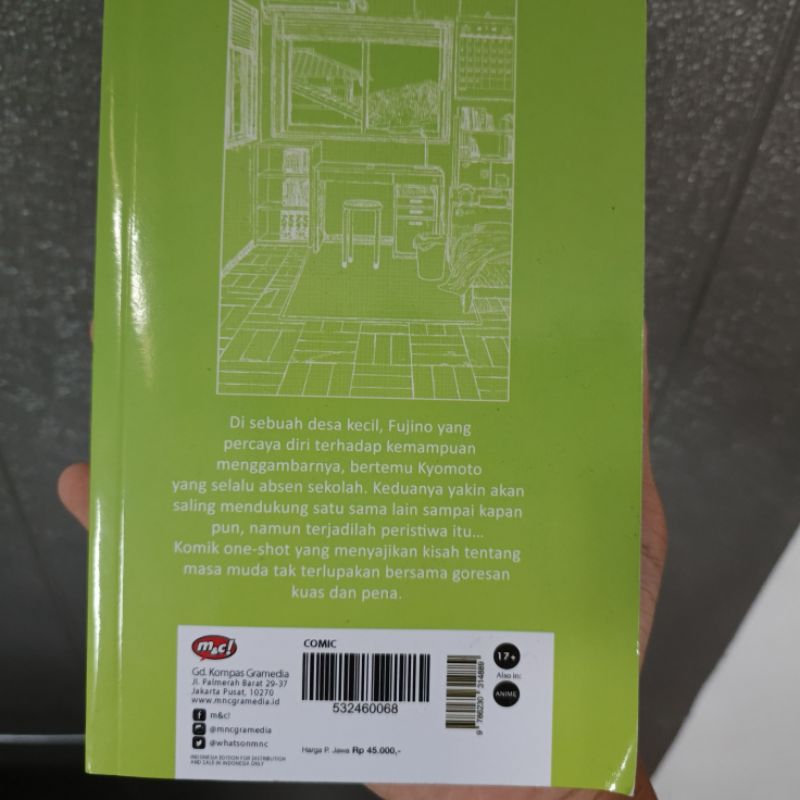 Di sebuah desa kecil, Fujino yang
percaya diri terhadap kemampuan
menggambarnya, bertemu Kyomoto
yang selalu absen sekolah. Keduanya yakin akan
saling mendukung satu sama lain sampai kapan
pun, namun terjadilah peristiwa itu...
Komik one-shot yang menyajikan kisah tentang
masa muda tak terlupakan bersama goresan
kuas dan pena.
m&c!
Gd. Kompas Gramedia
Jl. Palmerah Barat 29-37
Jakarta Pusat, 10270
www.mncgramedia.id
m&c!
@mncgramedia
@whatsonmnc
INDONESIA EDITION FOR DISTRIBUTION
AND SALE IN INDONESIA ONLY
COMIC
532460068
Harga P. Jawa Rp 45.000,-
9 786230 314889
17+
Also in:
ANIME